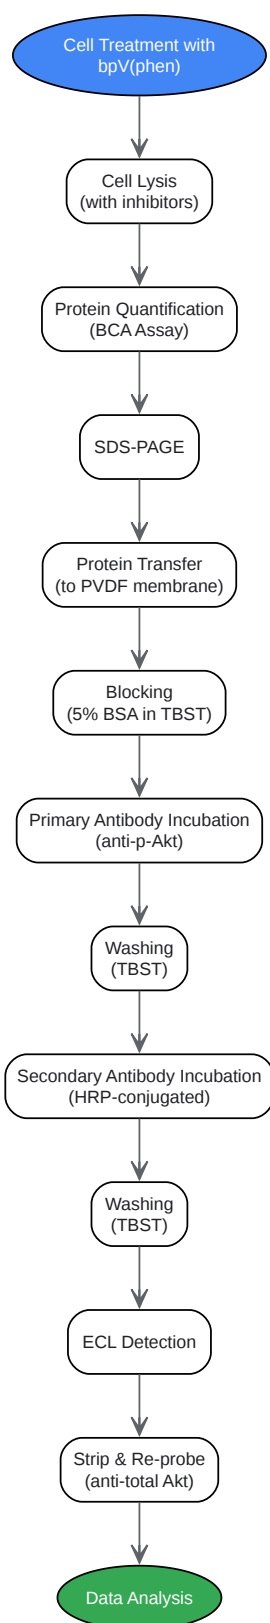 Cell Treatment with
bpV(phen)
Cell Lysis
(with inhibitors)
Protein Quantification
(BCA Assay)
SDS-PAGE
Protein Transfer
(to PVDF membrane)
Blocking
(5% BSA in TBST)
Primary Antibody Incubation
(anti-p-Akt)
Washing
(TBST)
Secondary Antibody Incubation
(HRP-conjugated)
Washing
(TBST)
ECL Detection
Strip & Re-probe
(anti-total Akt)
Data Analysis